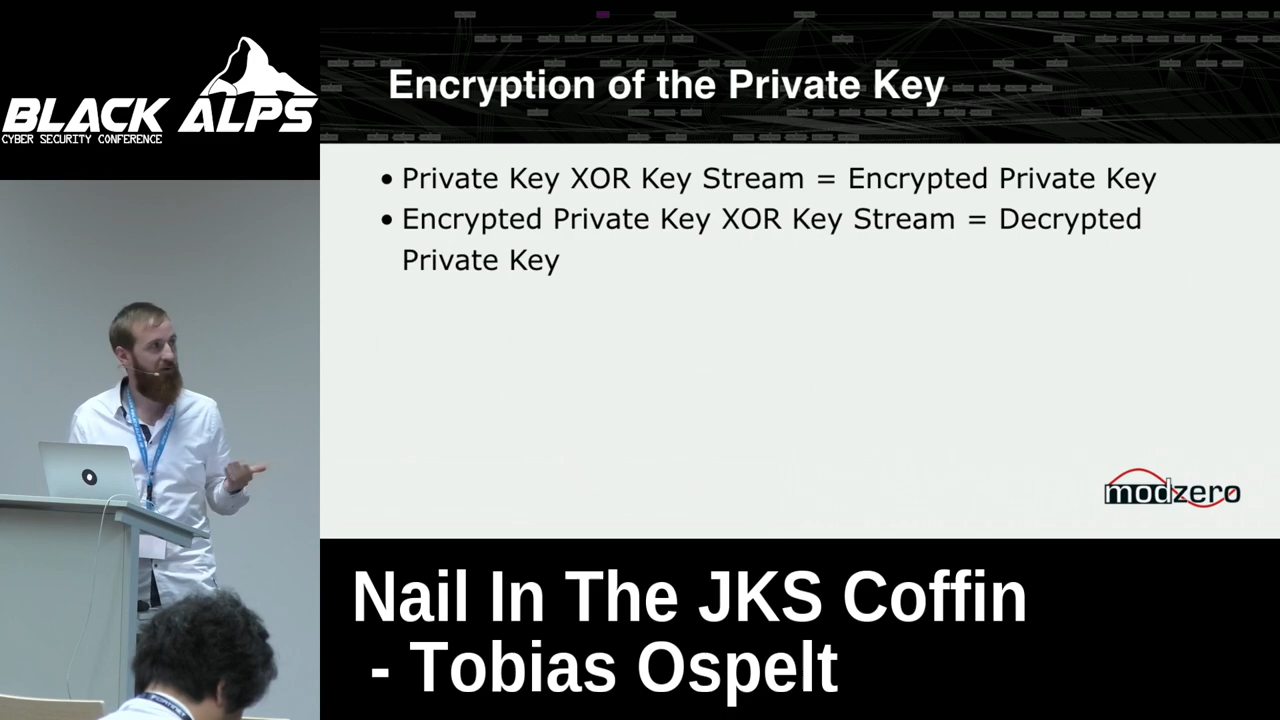 BLACK ALPS
CYBER SECURITY CONFERENCE
Encryption of the Private Key
• Private Key XOR Key Stream = Encrypted Private Key
• Encrypted Private Key XOR Key Stream = Decrypted
Private Key
modzero
Nail In The JKS Coffin
- Tobias Ospelt